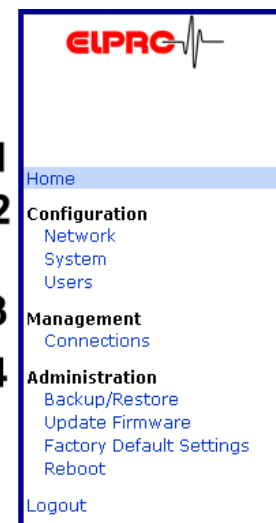 ELPRO
1
Home
2
Configuration
Network
System
Users
3
Management
Connections
4
Administration
Backup/Restore
Update Firmware
Factory Default Settings
Reboot
Logout